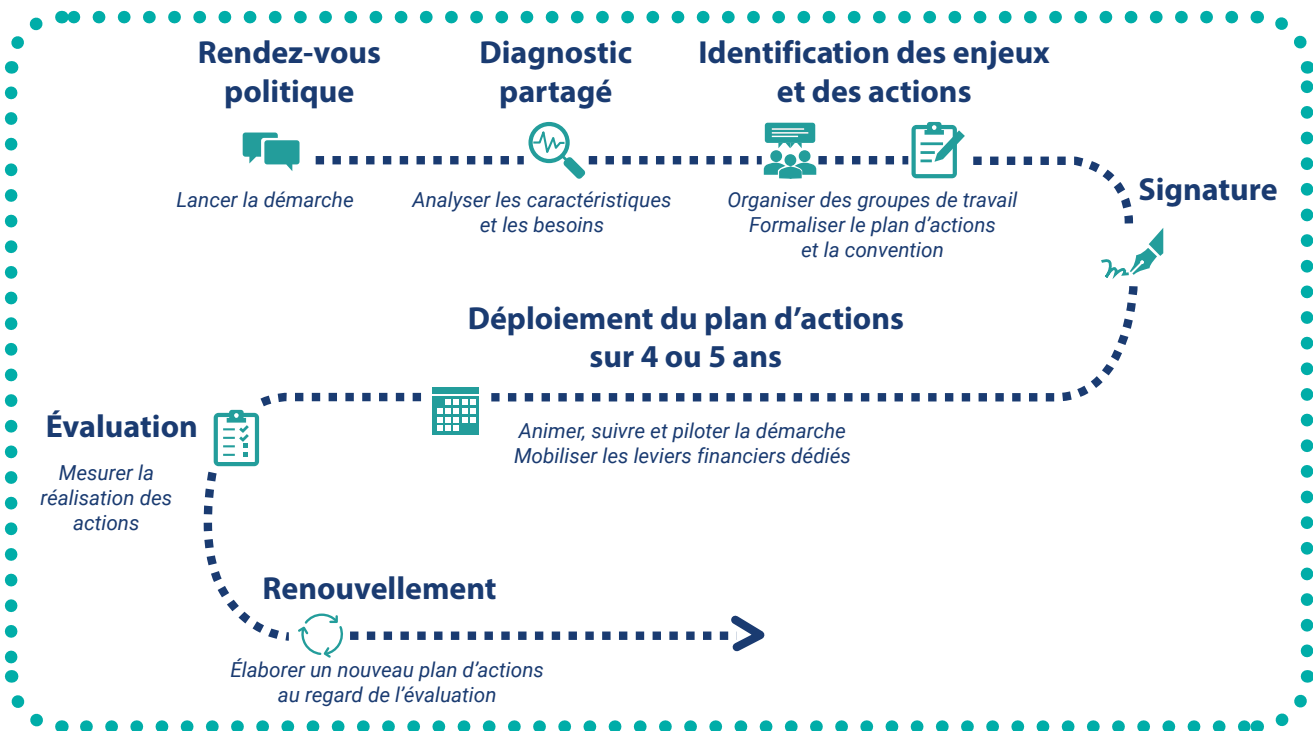 Rendez-vous
politique
Lancer la démarche
Diagnostic
partagé
Analyser les caractéristiques
et les besoins
Identification des enjeux
et des actions
Organiser des groupes de travail
Formaliser le plan d’actions
et la convention
Signature
Déploiement du plan d’actions
sur 4 ou 5 ans
Animer, suivre et piloter la démarche
Mobiliser les leviers financiers dédiés
Évaluation
Mesurer la
réalisation des
actions
Renouvellement
Élaborer un nouveau plan d’actions
au regard de l’évaluation